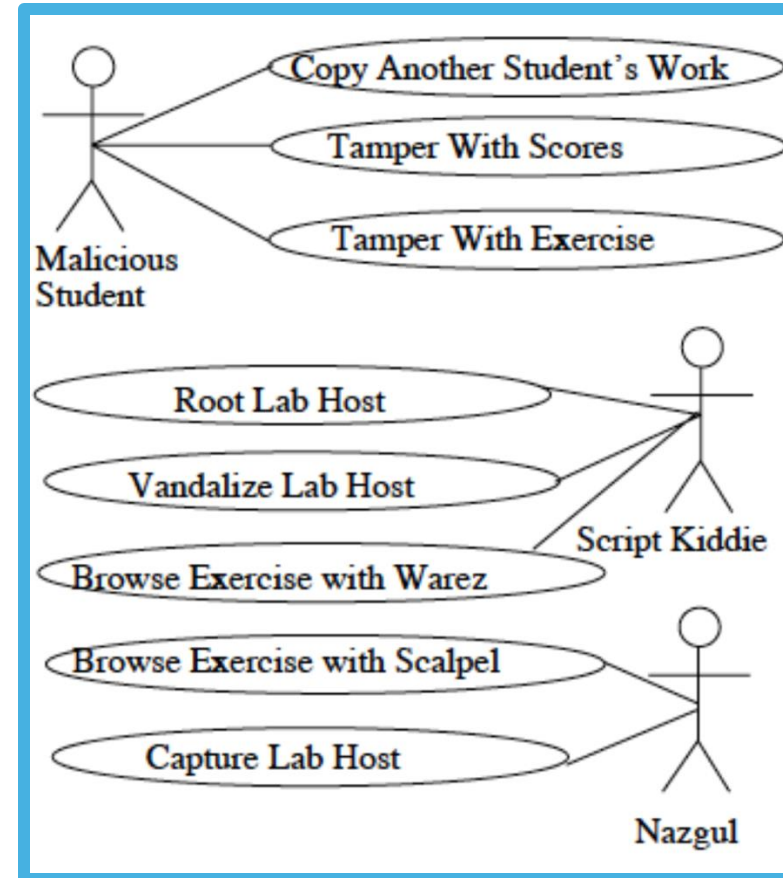 Copy Another Student's Work
Tamper With Scores
Tamper With Exercise
Malicious
Student
Root Lab Host
Vandalize Lab Host
Script Kiddie
Browse Exercise with Warez
Browse Exercise with Scalpel
Capture Lab Host
Nazgul